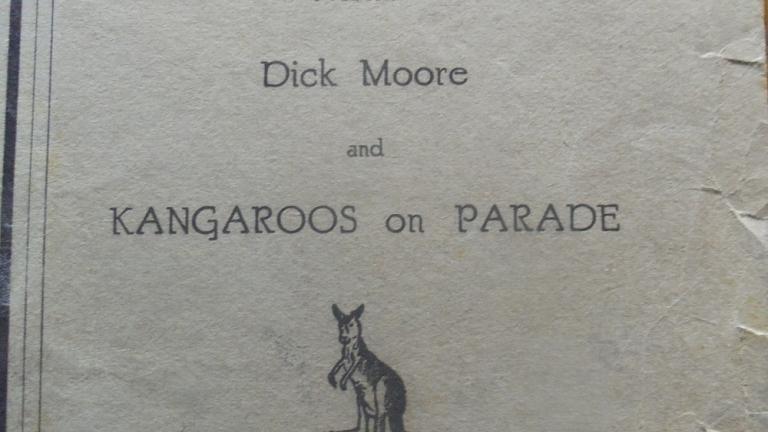 Dick Moore
and
KANGAROOS on PARADE